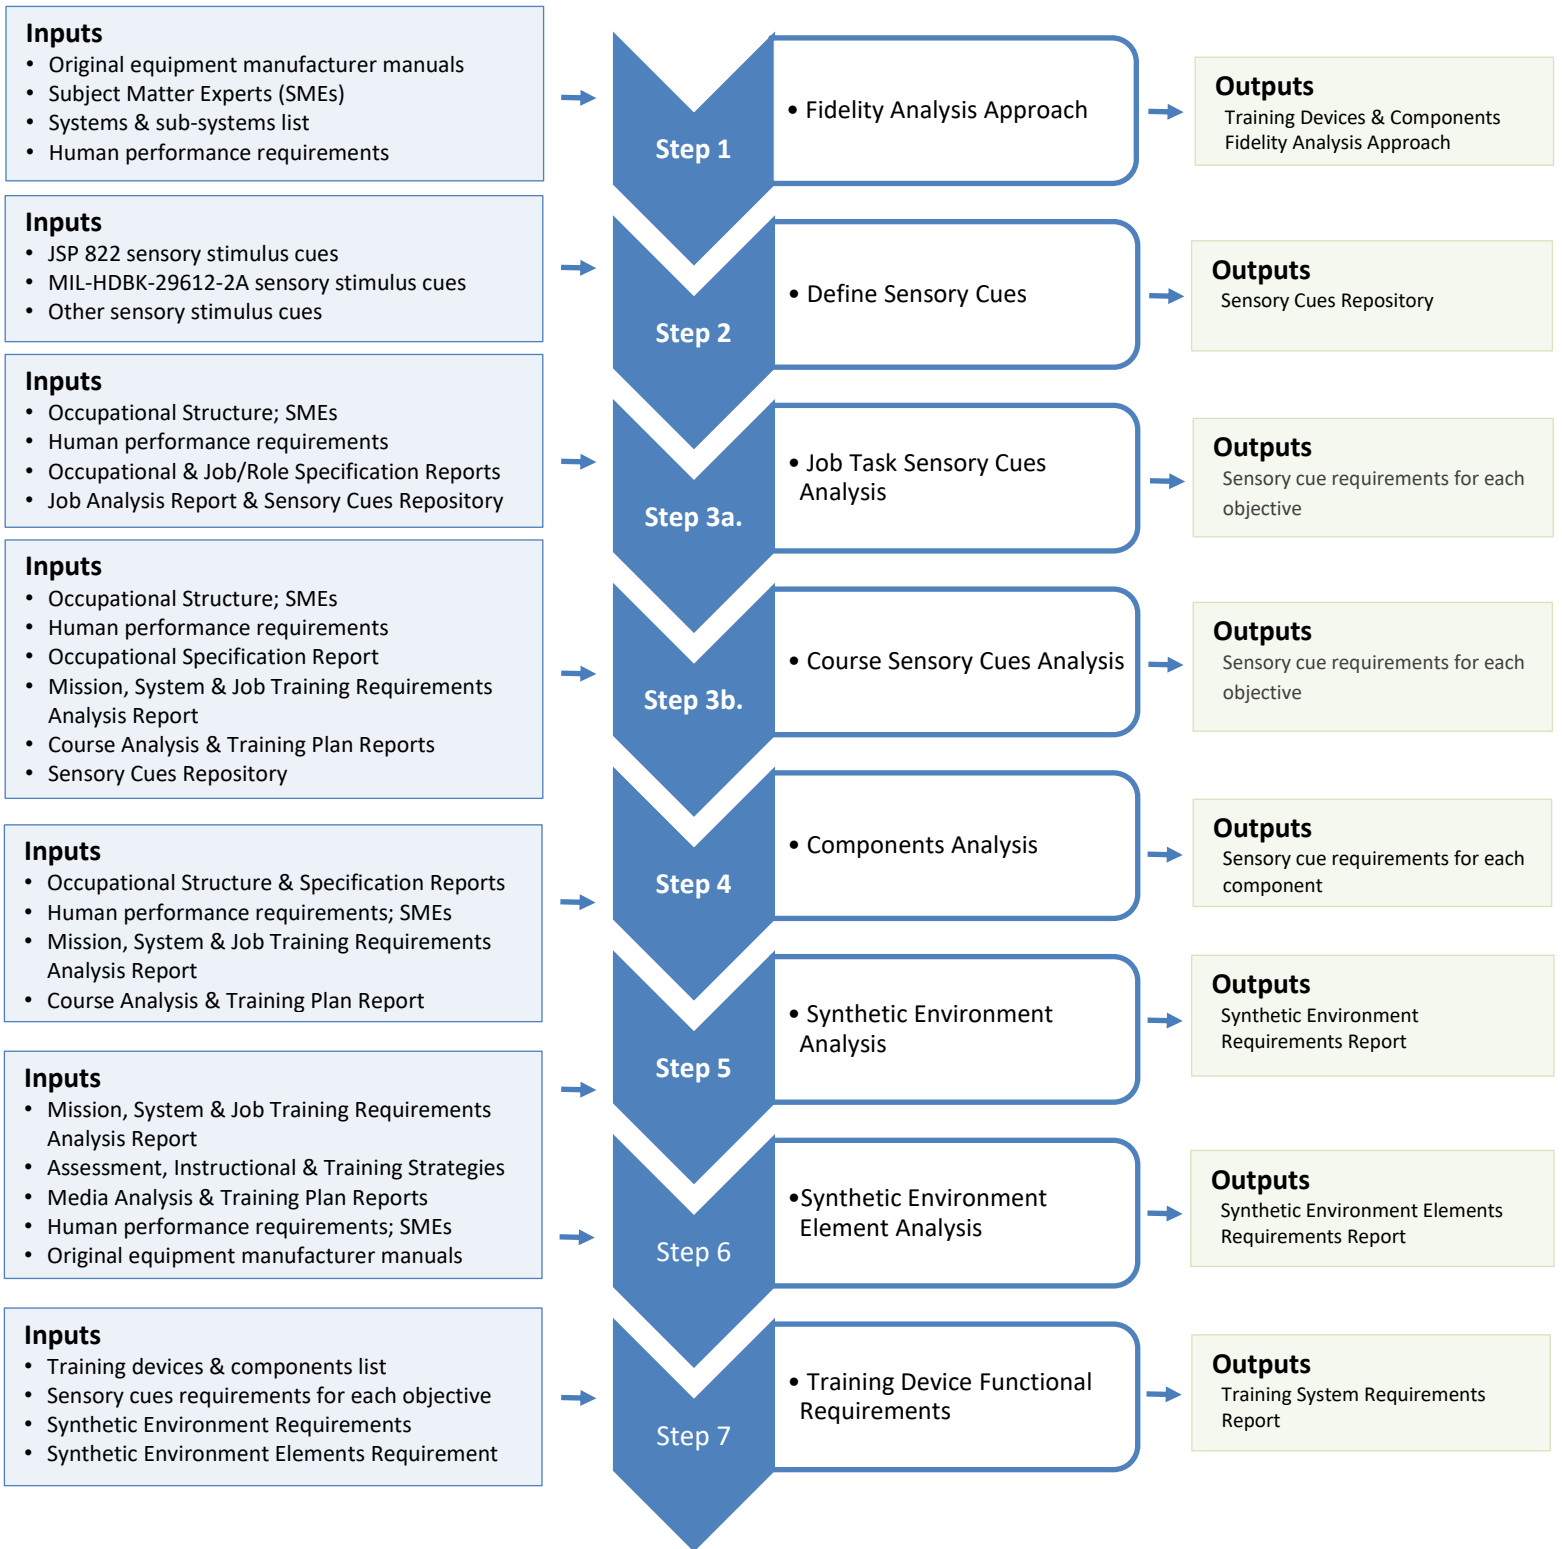 Inputs
• Original equipment manufacturer manuals
• Subject Matter Experts (SMEs)
• Systems & sub-systems list
• Human performance requirements
Step 1
• Fidelity Analysis Approach
Outputs
Training Devices & Components
Fidelity Analysis Approach
Inputs
• JSP 822 sensory stimulus cues
• MIL-HDBK-29612-2A sensory stimulus cues
• Other sensory stimulus cues
Step 2
• Define Sensory Cues
Outputs
Sensory Cues Repository
Inputs
• Occupational Structure; SMEs
• Human performance requirements
• Occupational & Job/Role Specification Reports
• Job Analysis Report & Sensory Cues Repository
Step 3a.
• Job Task Sensory Cues
Analysis
Outputs
Sensory cue requirements for each
objective
Inputs
• Occupational Structure; SMEs
• Human performance requirements
• Occupational Specification Report
• Mission, System & Job Training Requirements
Analysis Report
• Course Analysis & Training Plan Reports
• Sensory Cues Repository
Step 3b.
• Course Sensory Cues Analysis
Outputs
Sensory cue requirements for each
objective
Inputs
• Occupational Structure & Specification Reports
• Human performance requirements; SMEs
• Mission, System & Job Training Requirements
Analysis Report
• Course Analysis & Training Plan Report
Step 4
• Components Analysis
Outputs
Sensory cue requirements for each
component
Inputs
• Mission, System & Job Training Requirements
Analysis Report
• Assessment, Instructional & Training Strategies
• Media Analysis & Training Plan Reports
• Human performance requirements; SMEs
• Original equipment manufacturer manuals
Step 5
• Synthetic Environment
Analysis
Outputs
Synthetic Environment
Requirements Report
Step 6
•Synthetic Environment
Element Analysis
Outputs
Synthetic Environment Elements
Requirements Report
Inputs
• Training devices & components list
• Sensory cues requirements for each objective
• Synthetic Environment Requirements
• Synthetic Environment Elements Requirement
Step 7
• Training Device Functional
Requirements
Outputs
Training System Requirements
Report